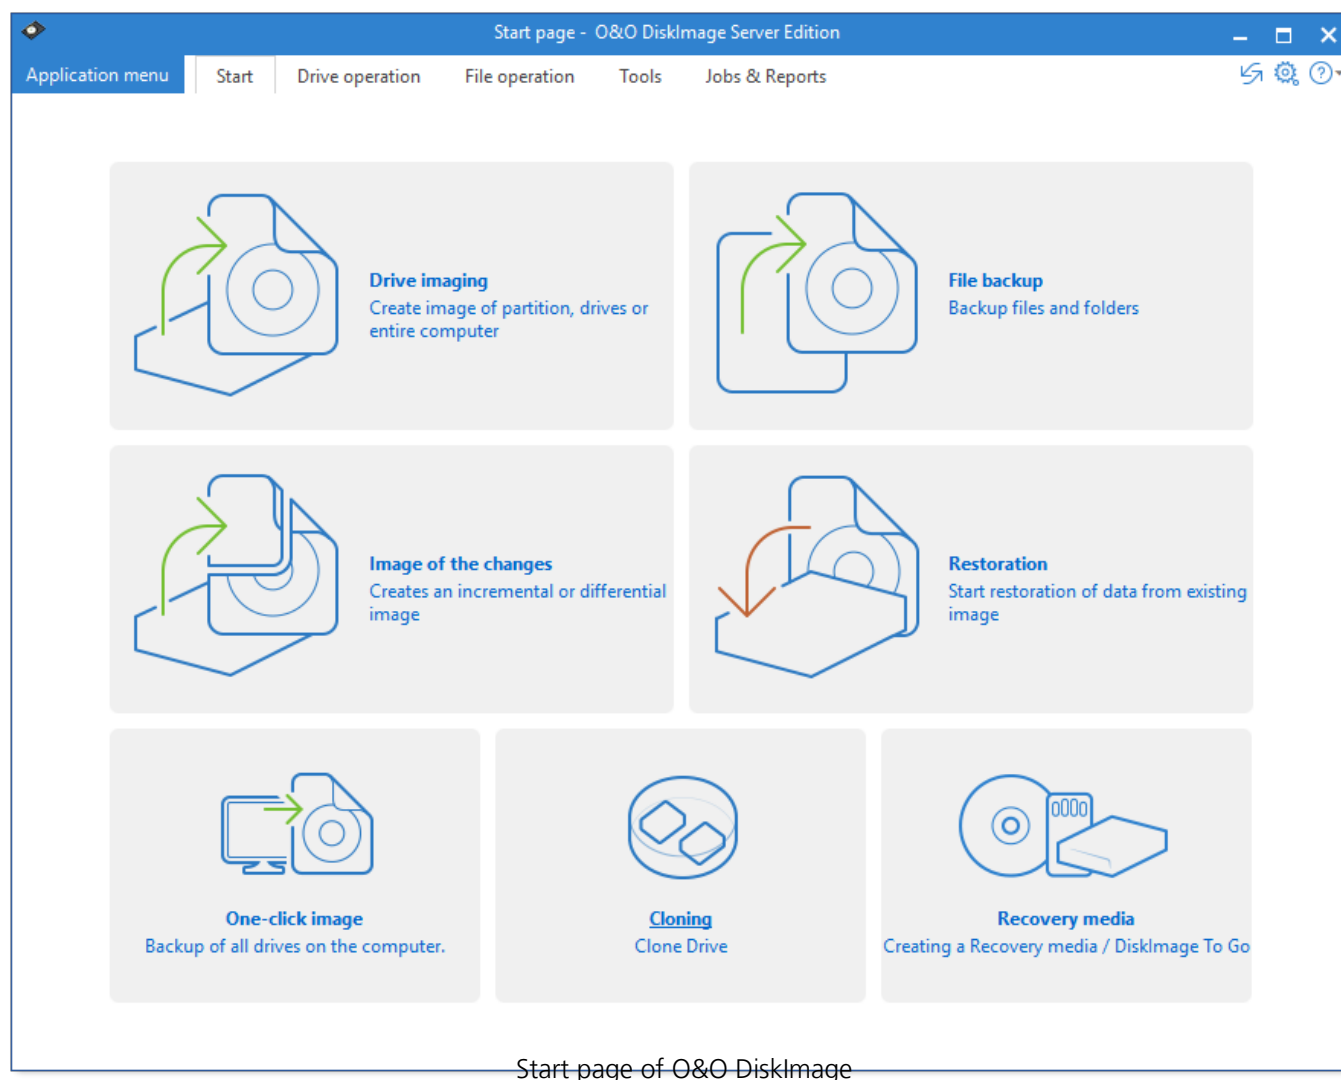 Start page - O&O DiskImage Server Edition
Application menu Start Drive operation File operation Tools Jobs & Reports
Drive imaging
Create image of partition, drives or
entire computer
File backup
Backup files and folders
Image of the changes
Creates an incremental or differential
image
Restoration
Start restoration of data from existing
image
One-click image
Backup of all drives on the computer.
Cloning
Clone Drive
Recovery media
Creating a Recovery media / DiskImage To Go
Start page of O&O DiskImage